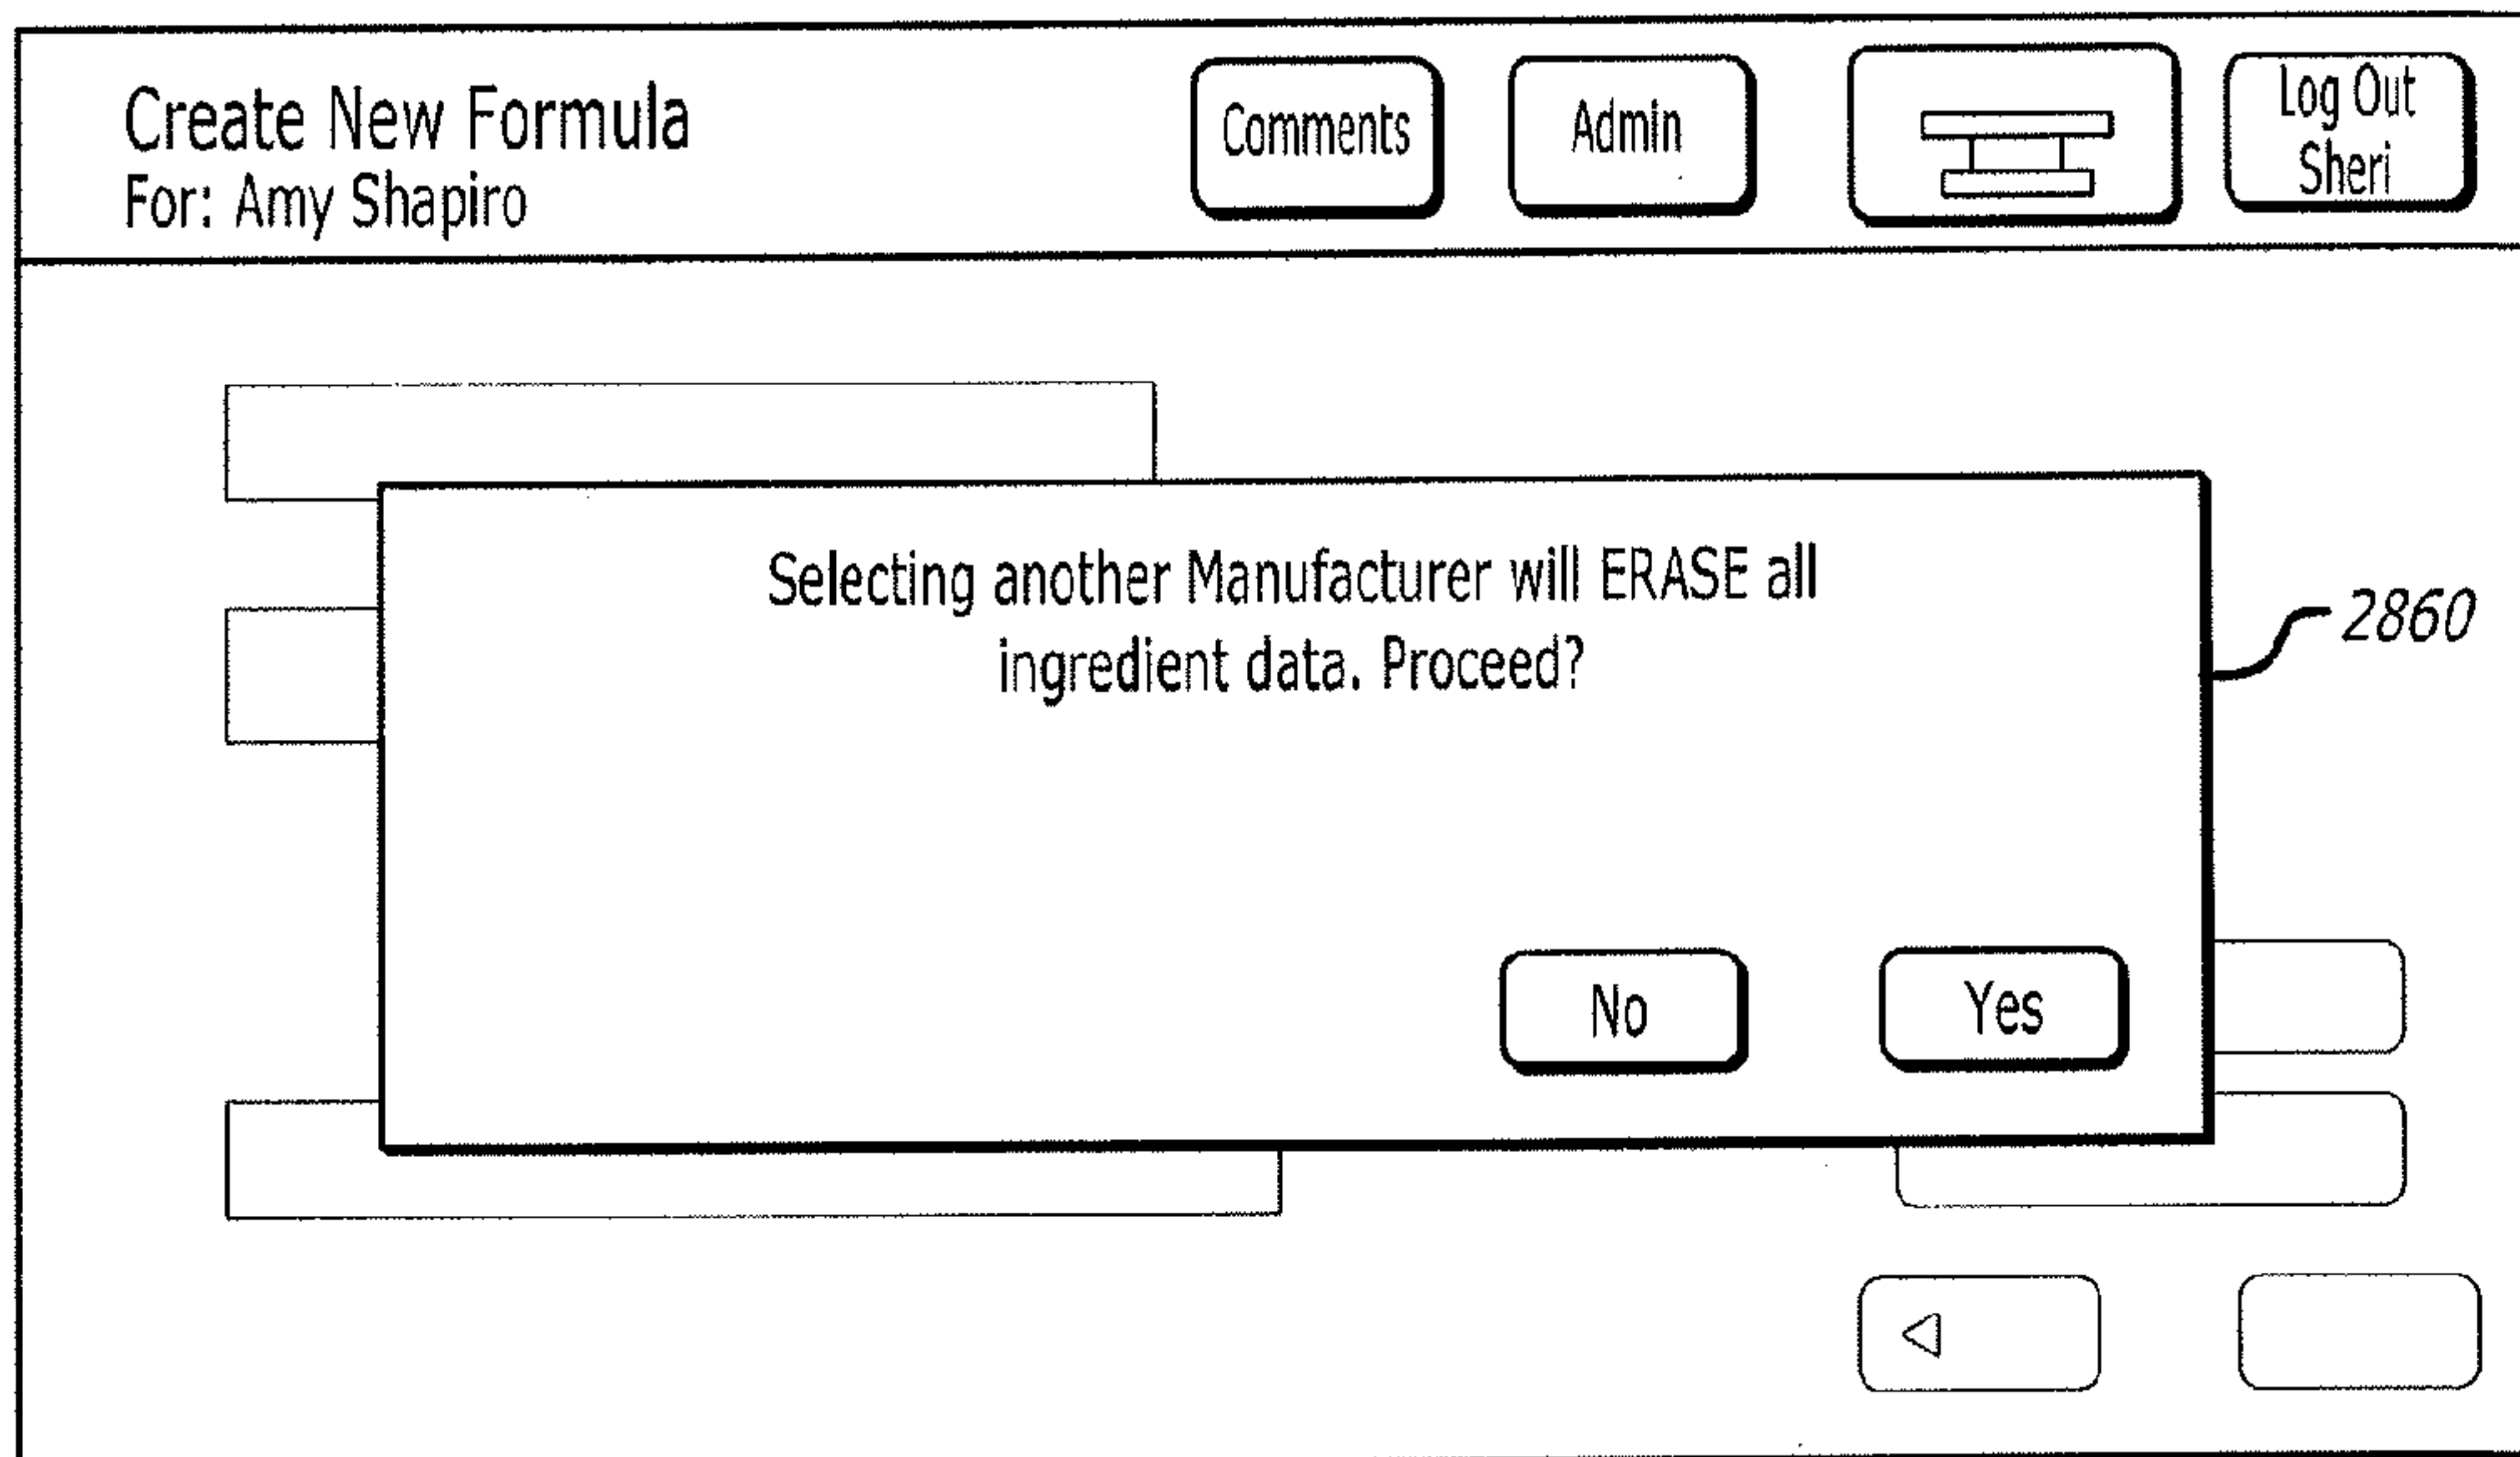 Create New Formula
For: Amy Shapiro
Comments
Admin
Log Out
Sheri
Selecting another Manufacturer will ERASE all
ingredient data. Proceed?
2860
No
Yes